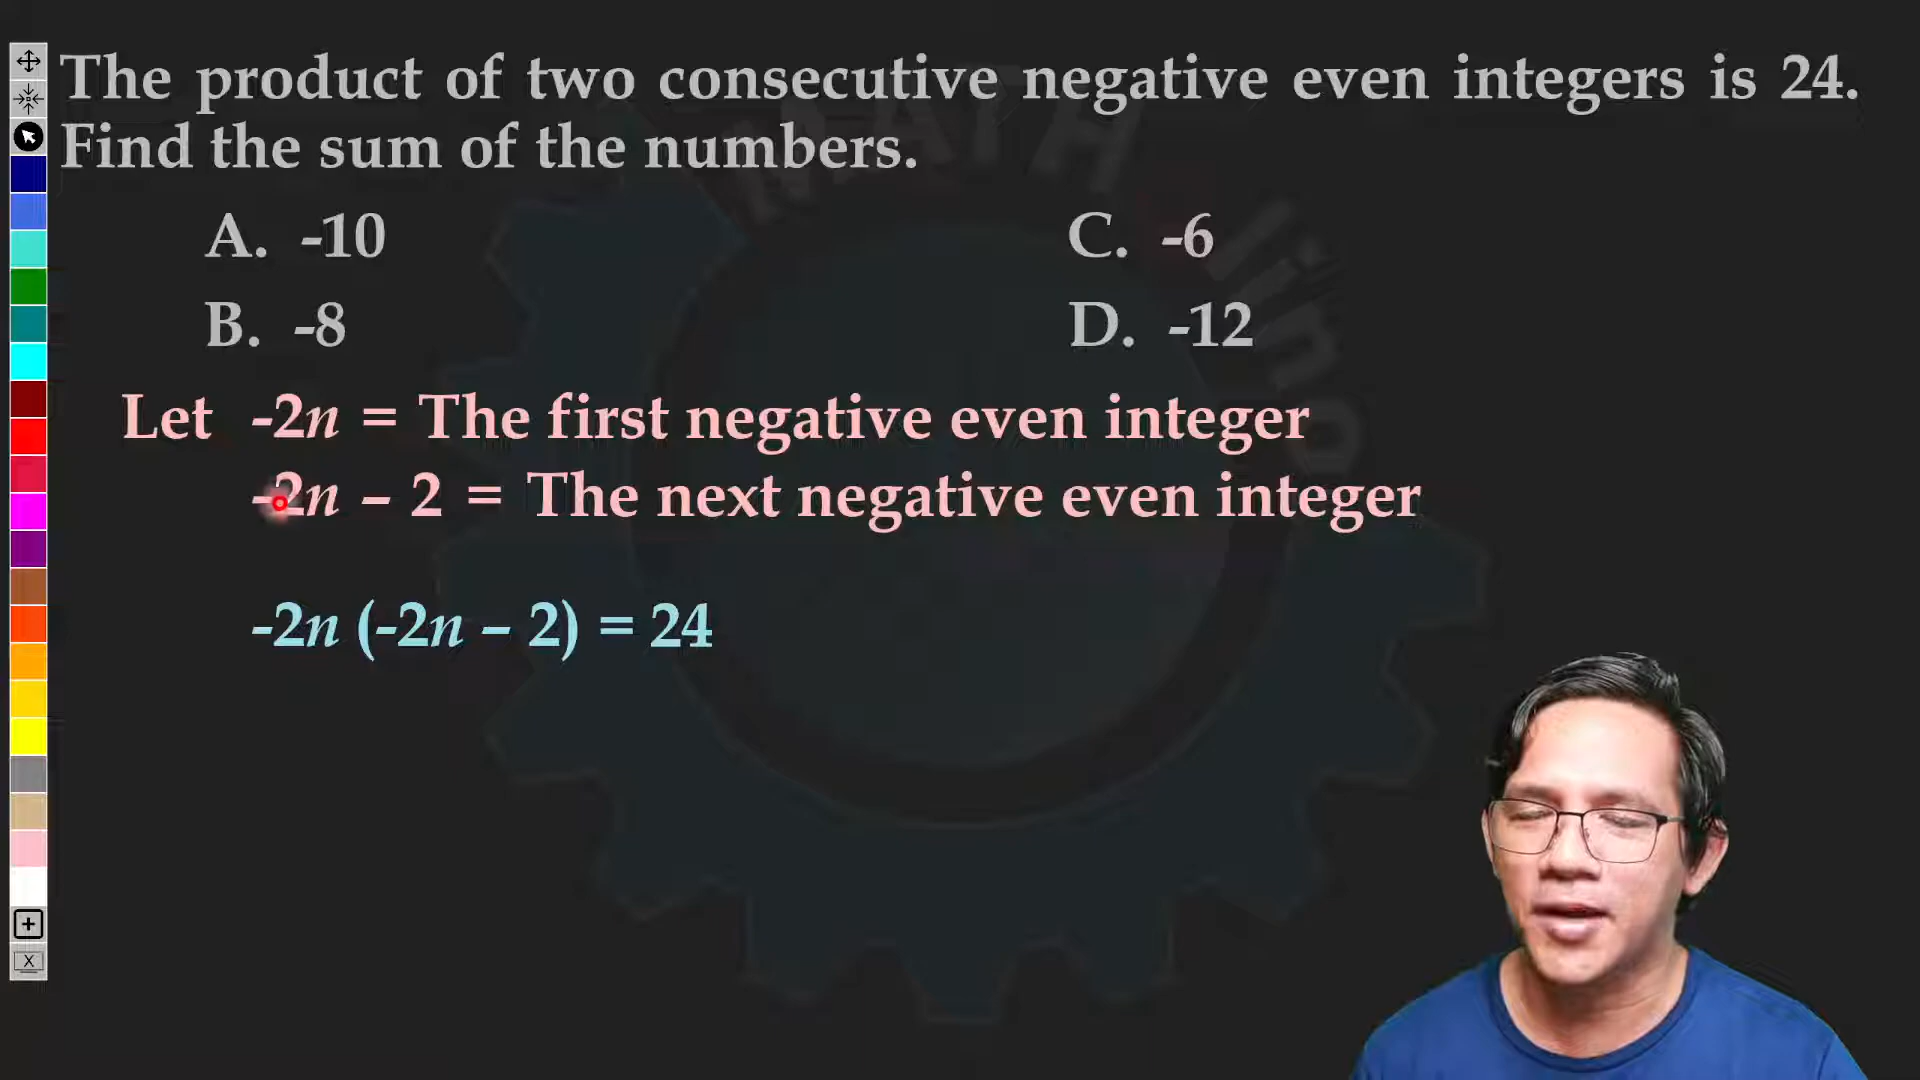 The product of two consecutive negative even integers is 24.
Find the sum of the numbers.
A. -10
C. -6
B. -8
D. -12
Let -2n = The first negative even integer
-2n – 2 = The next negative even integer
-2n (-2n – 2) = 24
MATH
lino
X